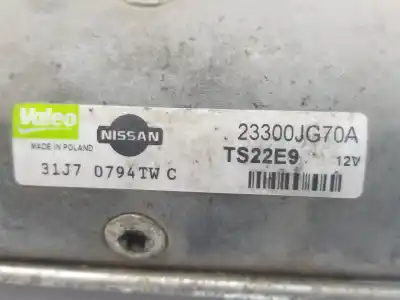 Valeo
MADE IN POLAND
NISSAN
23300JG70A
TS22E9 12V
31J7 0794TW C